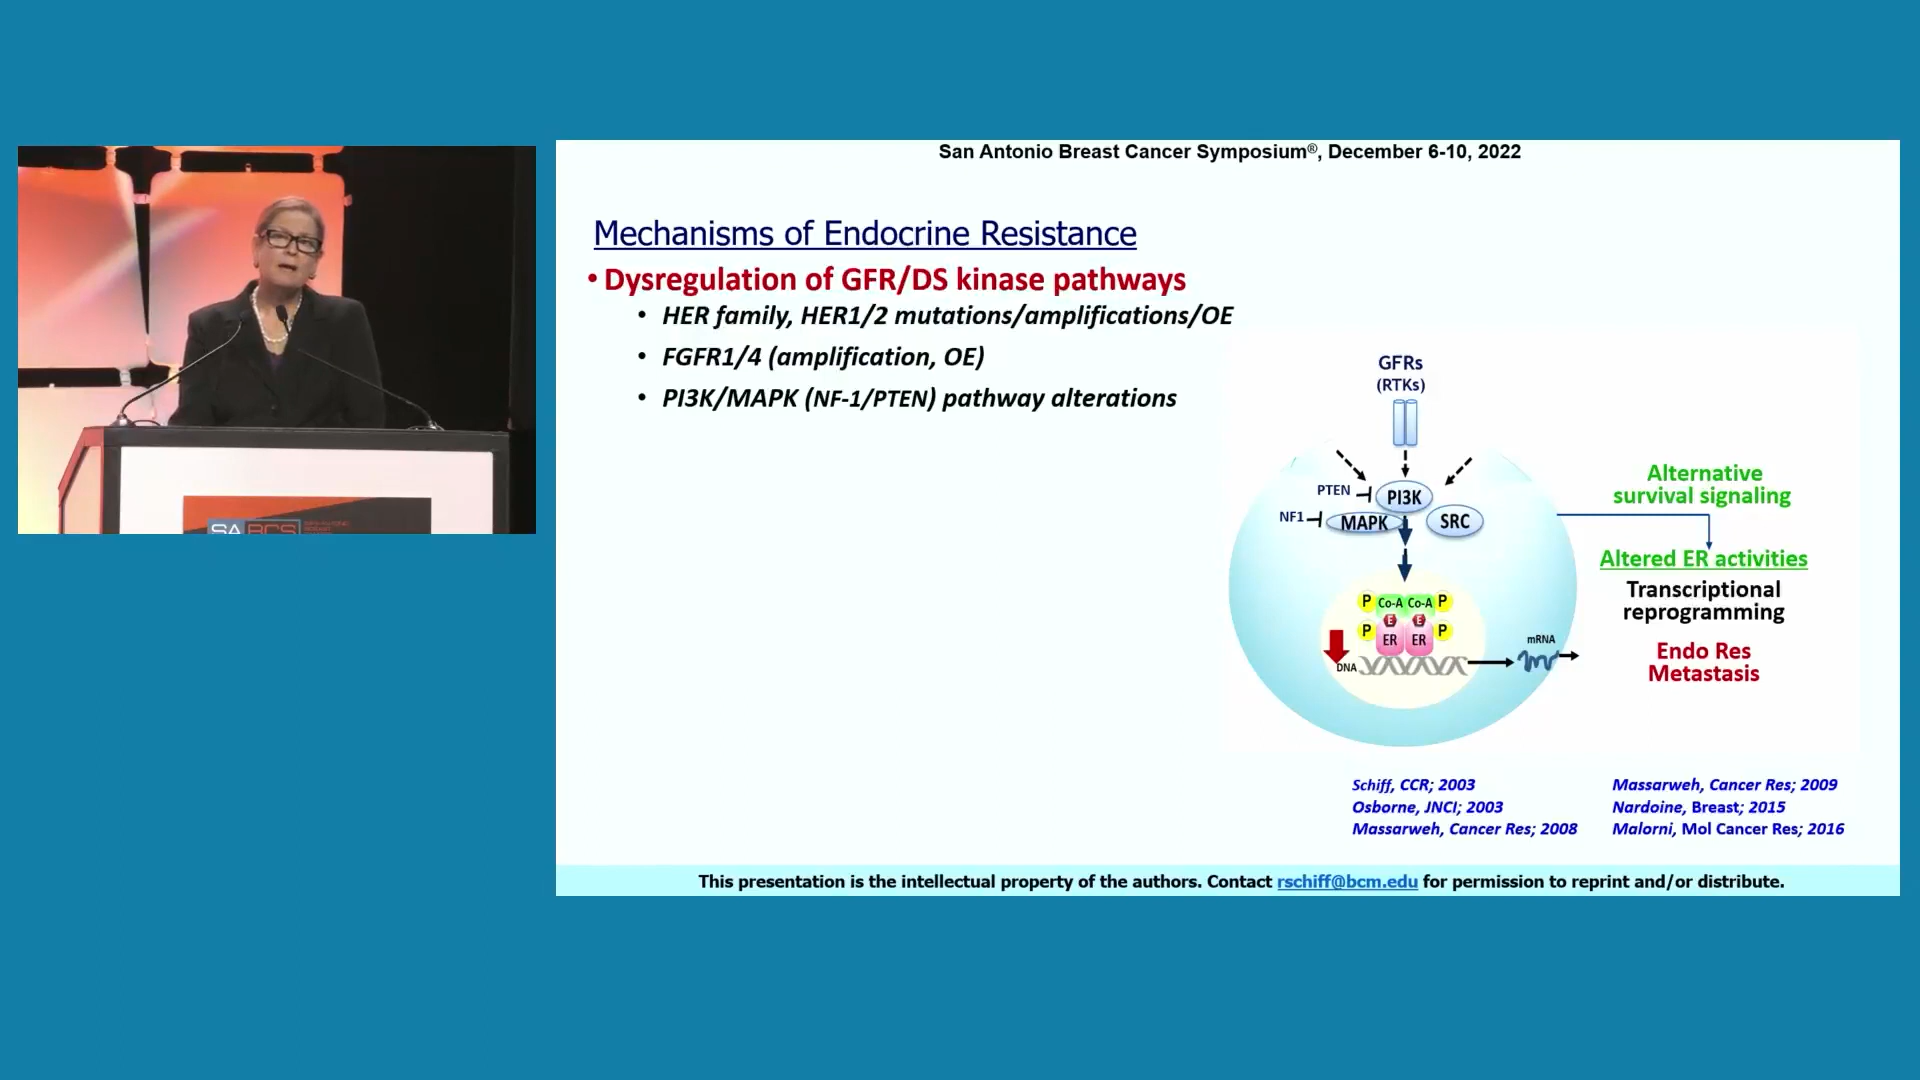 San Antonio Breast Cancer Symposium®, December 6-10, 2022
Mechanisms of Endocrine Resistance
• Dysregulation of GFR/DS kinase pathways
• HER family, HER1/2 mutations/amplifications/OE
• FGFR1/4 (amplification, OE)
• PI3K/MAPK (NF-1/PTEN) pathway alterations
GFRs
(RTKs)
PTEN
PI3K
NF1
MAPK
SRC
Alternative
survival signaling
Altered ER activities
Transcriptional
reprogramming
Endo Res
Metastasis
P Co-A Co-A P
E E
P ER ER P
DNA
mRNA
Schiff, CCR; 2003
Osborne, JNCI; 2003
Massarweh, Cancer Res; 2008
Massarweh, Cancer Res; 2009
Nardoine, Breast; 2015
Malorni, Mol Cancer Res; 2016
This presentation is the intellectual property of the authors. Contact rschiff@bcm.edu for permission to reprint and/or distribute.
SABCS